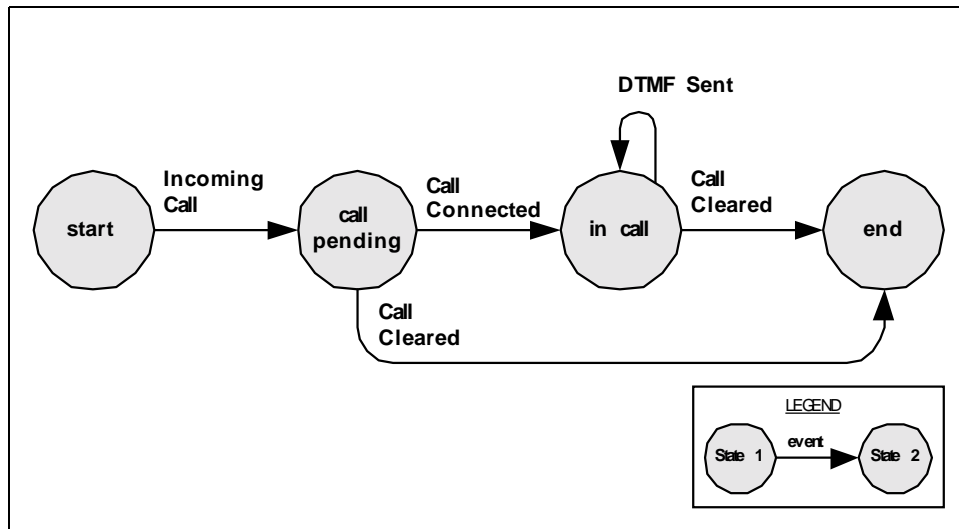 DTMF Sent
Incoming
Call
Call
Connected
Call
Cleared
start
call
pending
in call
end
Call
Cleared
LEGEND
State 1
event
State 2